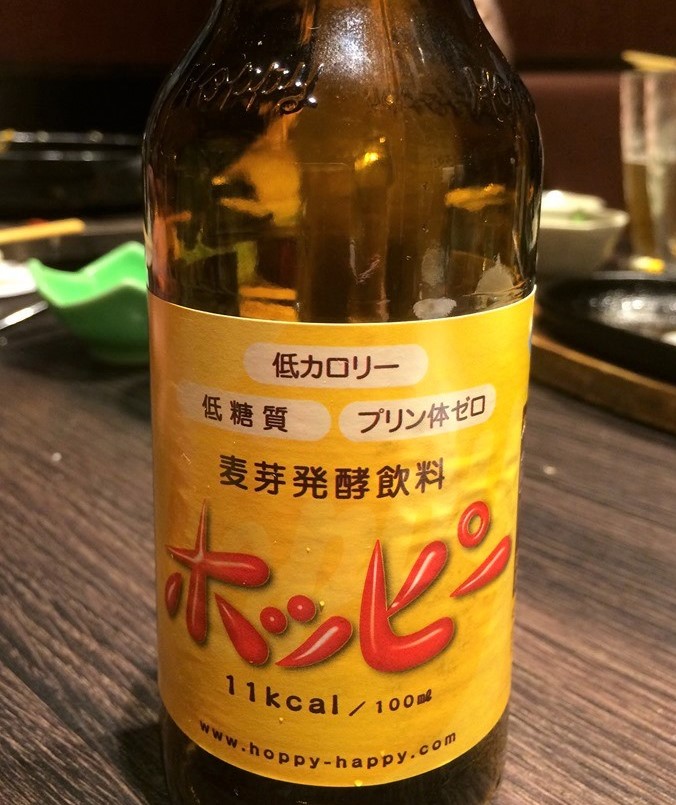 Hoppy
低カロリー
低糖質 プリン体ゼロ
麦芽発酵飲料
ホッピー
11kcal/100㎖
www.hoppy-happy.com